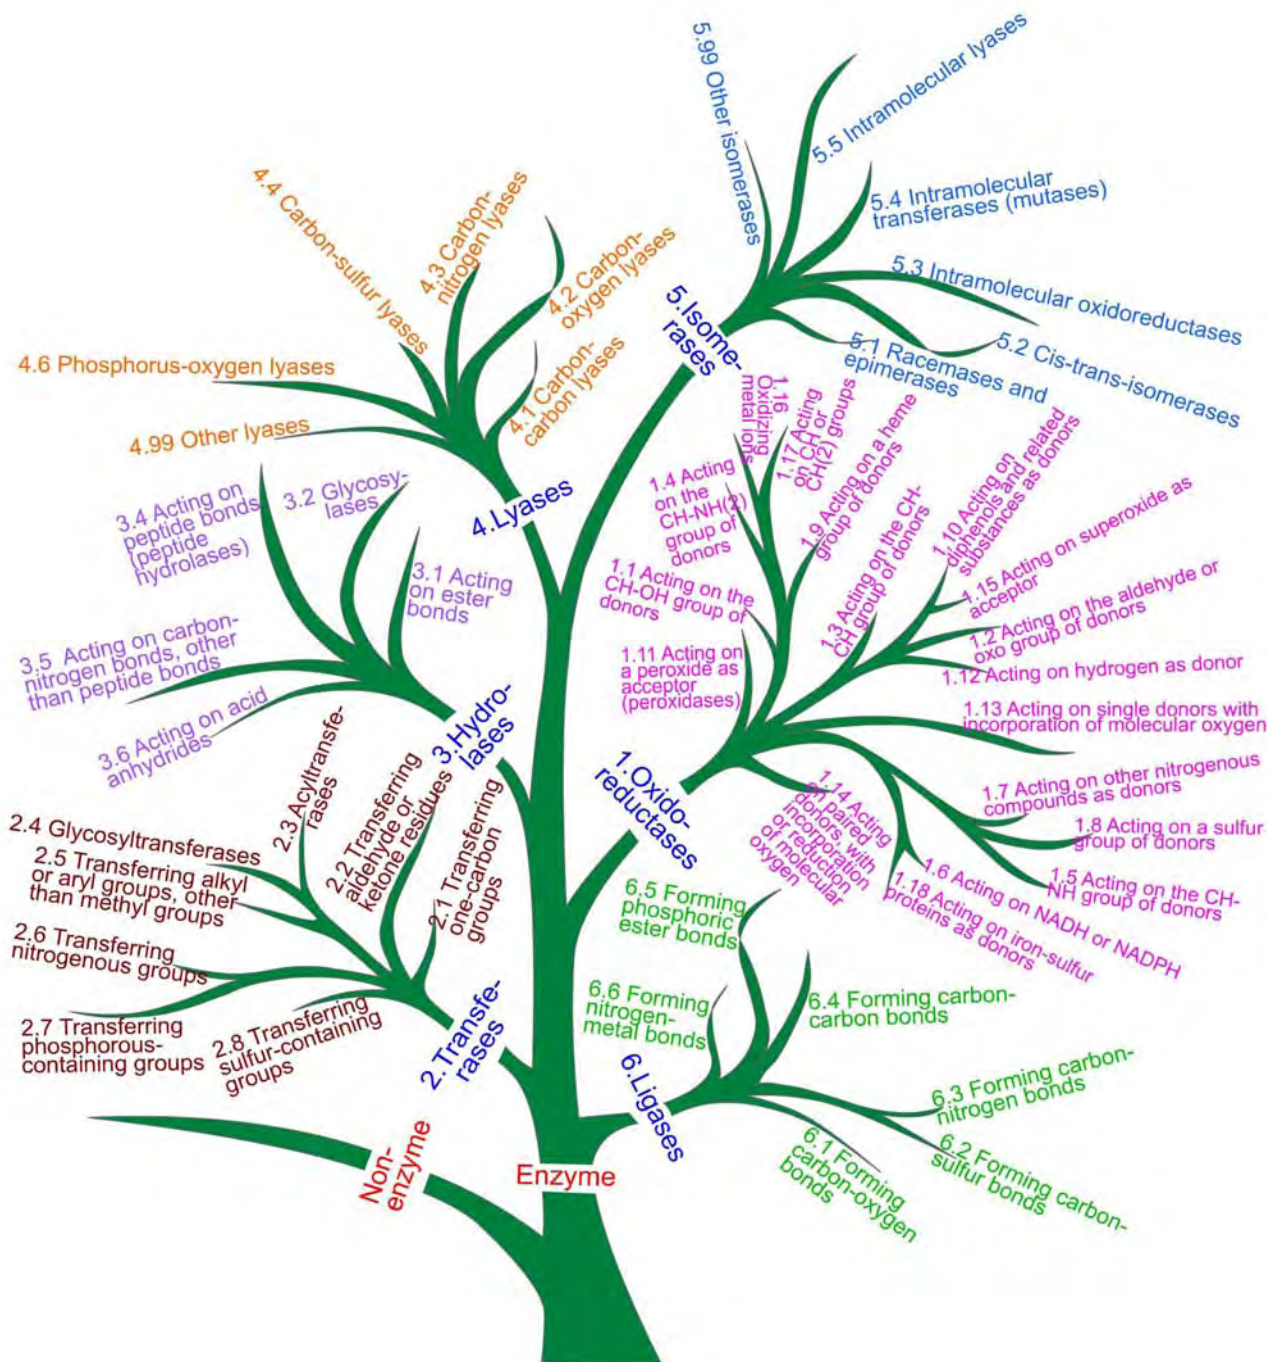 5.99 Other isomerases
5.5 Intramolecular lyases
5.4 Intramolecular
transferases (mutases)
5.3 Intramolecular oxidoreductases
5.2 Cis-trans-isomerases
5.1 Racemases and
epimerases
5.Isome-
rases
4.4 Carbon-sulfur lyases
4.3 Carbon-
nitrogen lyases
4.2 Carbon-
oxygen lyases
4.1 Carbon-
carbon lyases
4.6 Phosphorus-oxygen lyases
4.99 Other lyases
4.Lyases
3.4 Acting on
peptide bonds
(peptide
hydrolases)
3.2 Glycosy-
lases
3.1 Acting
on ester
bonds
3.5 Acting on carbon-
nitrogen bonds, other
than peptide bonds
3.6 Acting on acid
anhydrides
3.Hydro-
lases
1.16
Oxidizing
metal ions
1.17 Acting
on CH or
CH(2) groups
1.4 Acting
on the
CH-NH(2)
group of
donors
1.9 Acting on a heme
group of donors
1.1 Acting on the
CH-OH group of
donors
1.3 Acting on the CH-
CH group of donors
1.10 Acting on
diphenols and related
substances as donors
1.15 Acting on superoxide as
acceptor
1.2 Acting on the aldehyde or
oxo group of donors
1.12 Acting on hydrogen as donor
1.11 Acting on
a peroxide as
acceptor
(peroxidases)
1.13 Acting on single donors with
incorporation of molecular oxygen
1.7 Acting on other nitrogenous
compounds as donors
1.8 Acting on a sulfur
group of donors
1.5 Acting on the CH-
NH group of donors
1.6 Acting on NADH or NADPH
1.18 Acting on iron-sulfur
proteins as donors
1.14 Acting
on paired
donors with
incorporation
or reduction
of molecular
oxygen
1.Oxido-
reductases
2.3 Acyltransfe-
rases
2.2 Transferring
aldehyde or
ketone residues
2.1 Transferring
one-carbon
groups
2.4 Glycosyltransferases
2.5 Transferring alkyl
or aryl groups, other
than methyl groups
2.6 Transferring
nitrogenous groups
2.7 Transferring
phosphorous-
containing groups
2.8 Transferring
sulfur-containing
groups
2.Transfe-
rases
6.5 Forming
phosphoric
ester bonds
6.6 Forming
nitrogen-
metal bonds
6.4 Forming carbon-
carbon bonds
6.3 Forming carbon-
nitrogen bonds
6.2 Forming carbon-
sulfur bonds
6.1 Forming
carbon-oxygen
bonds
6.Ligases
Non-
enzyme
Enzyme